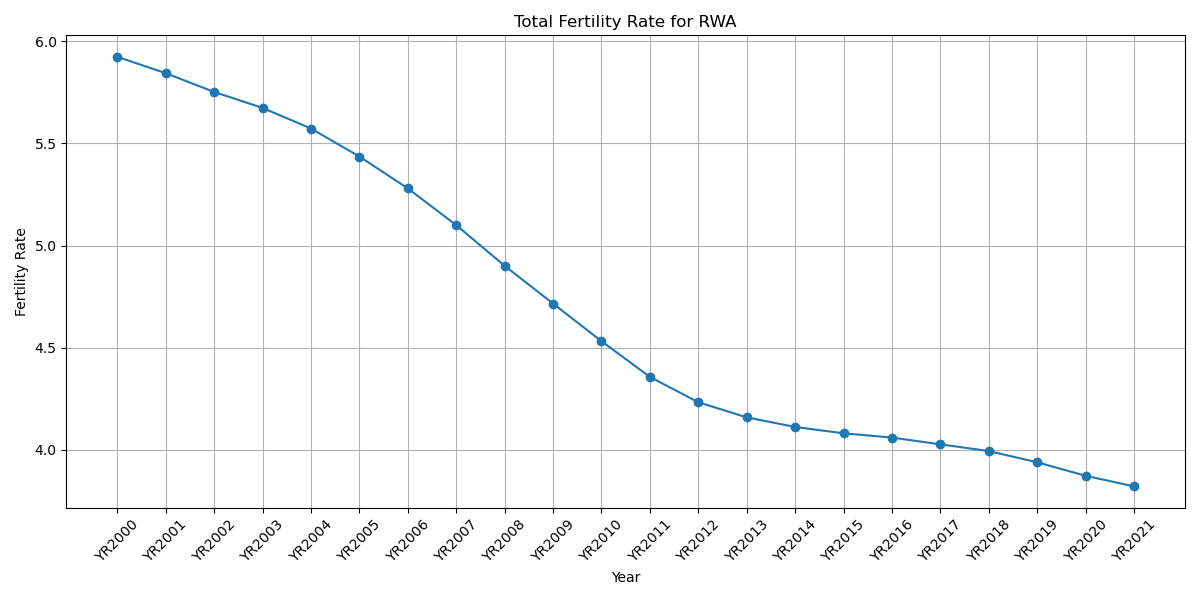 Total Fertility Rate for RWA
6.0
5.5
5.0
4.5
4.0
Fertility Rate
YR2000
YR2001
YR2002
YR2003
YR2004
YR2005
YR2006
YR2007
YR2008
YR2009
YR2010
YR2011
YR2012
YR2013
YR2014
YR2015
YR2016
YR2017
YR2018
YR2019
YR2020
YR2021
Year